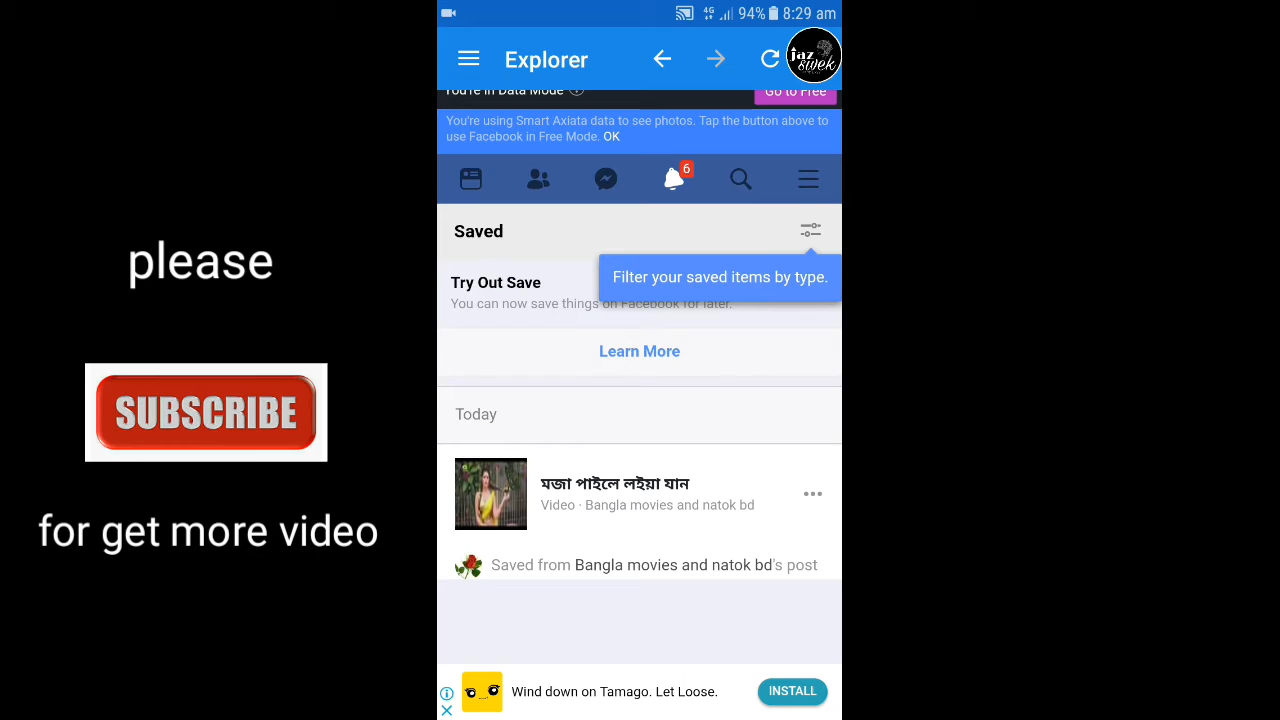 please
SUBSCRIBE
for get more video
4G 94% 8:29 am
Explorer
jaz
swek
You're in Data Mode
Go to Free
You're using Smart Axiata data to see photos. Tap the button above to
use Facebook in Free Mode. OK
6
Saved
Filter your saved items by type.
Try Out Save
You can now save things on Facebook for later.
Learn More
Today
মজা পাইলে লইয়া যান
Video · Bangla movies and natok bd
Saved from Bangla movies and natok bd's post
Wind down on Tamago. Let Loose.
INSTALL